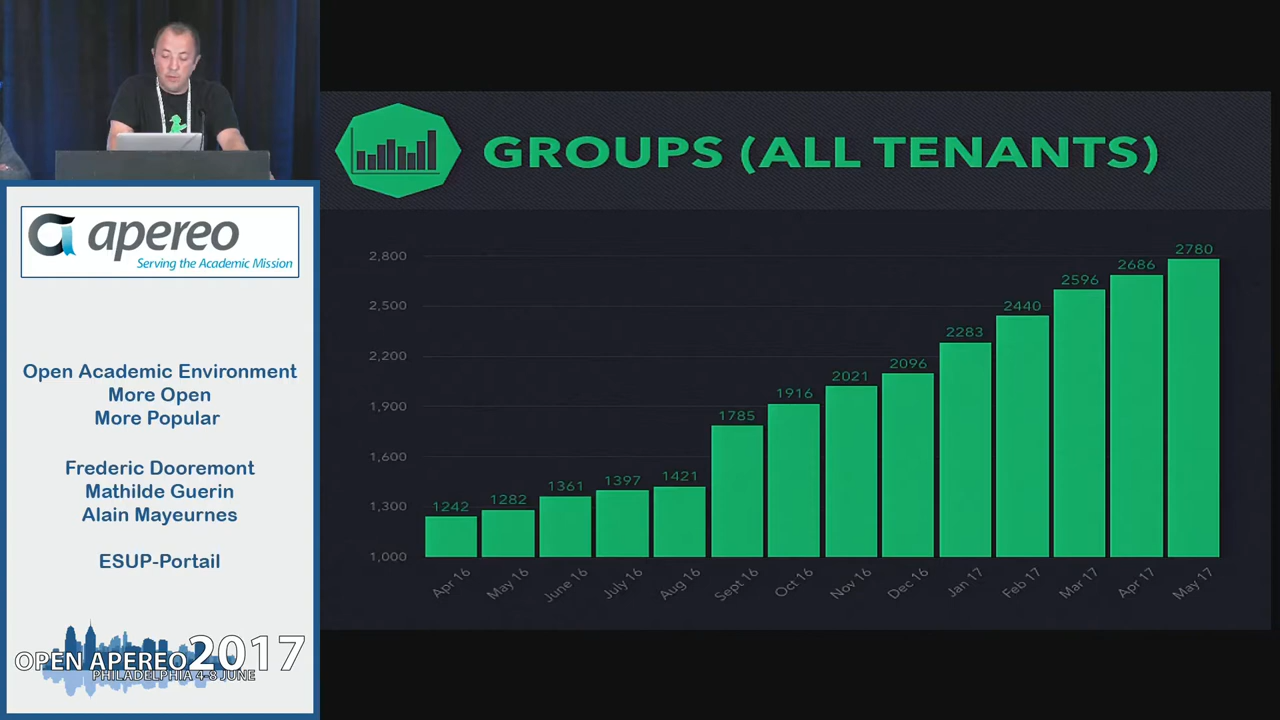 apereo
Serving the Academic Mission
Open Academic Environment
More Open
More Popular
Frederic Dooremont
Mathilde Guerin
Alain Mayeurnes
ESUP-Portail
OPEN APEREO 2017
PHILADELPHIA 4-8 JUNE
GROUPS (ALL TENANTS)
2,800
2,500
2,200
1,900
1,600
1,300
1,000
1242
1282
1361
1397
1421
1785
1916
2021
2096
2283
2440
2596
2686
2780
Apr 16
May 16
June 16
July 16
Aug 16
Sept 16
Oct 16
Nov 16
Dec 16
Jan 17
Feb 17
Mar 17
Apr 17
May 17